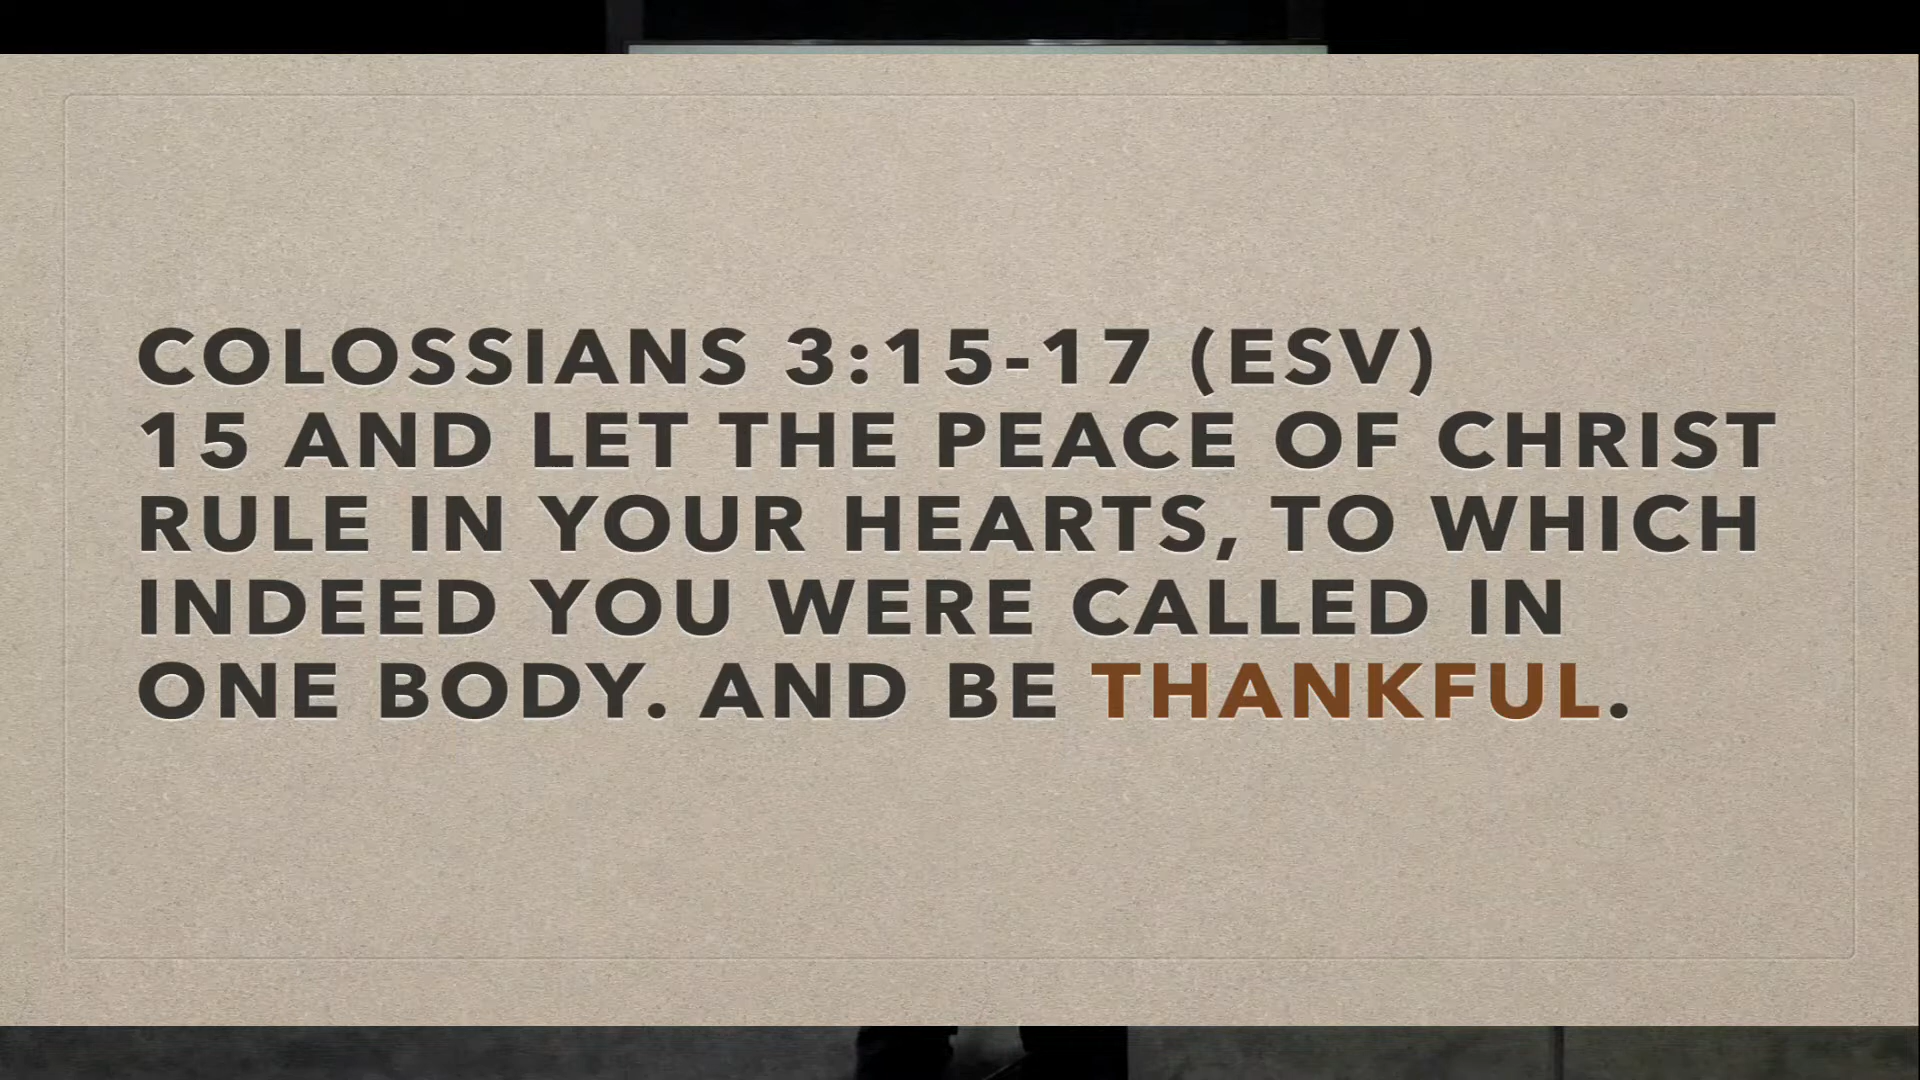 COLOSSIANS 3:15-17 (ESV)
15 AND LET THE PEACE OF CHRIST
RULE IN YOUR HEARTS, TO WHICH
INDEED YOU WERE CALLED IN
ONE BODY. AND BE THANKFUL.